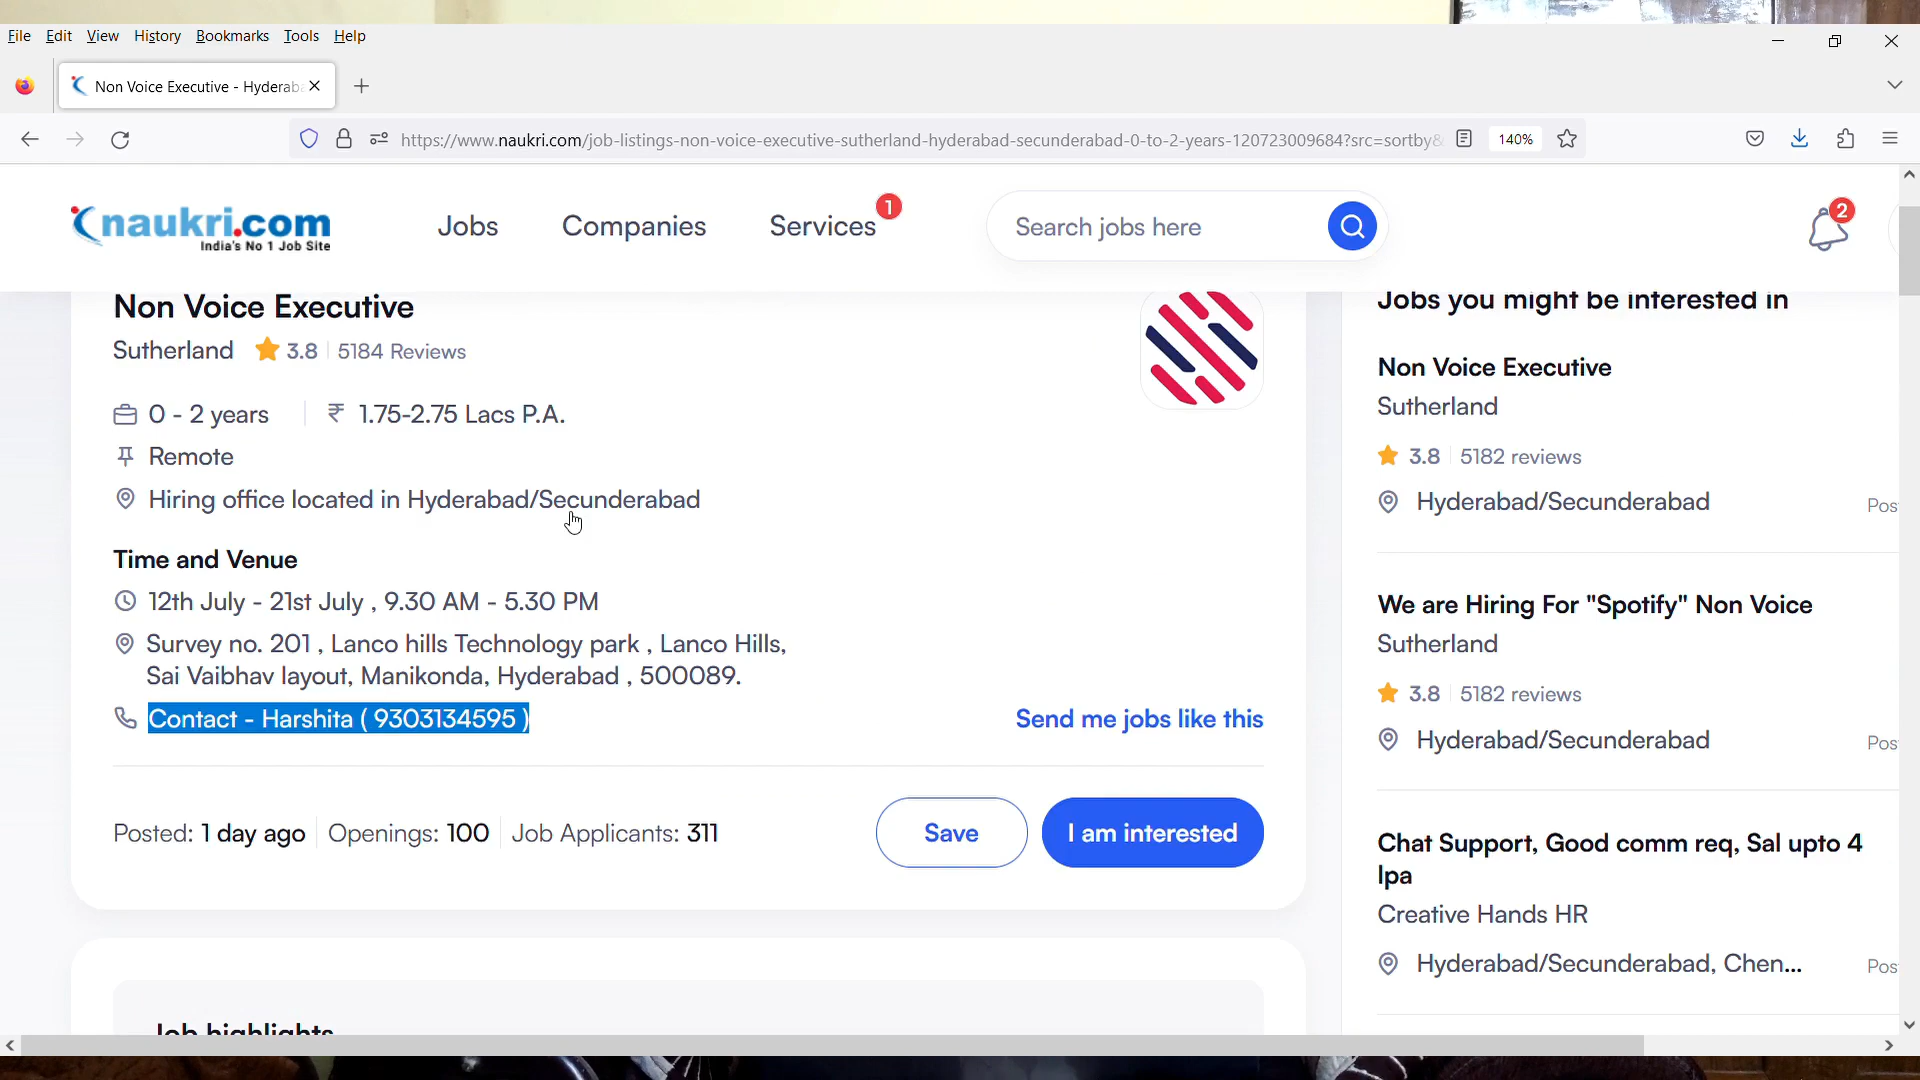 File Edit View History Bookmarks Tools Help
Non Voice Executive - Hyderab
https://www.naukri.com/job-listings-non-voice-executive-sutherland-hyderabad-secunderabad-0-to-2-years-120723009684?src=sortby& 140%
naukri.com
India's No 1 Job Site
Jobs Companies Services 1 Search jobs here 2
Non Voice Executive
Sutherland 3.8 5184 Reviews
0 - 2 years ₹ 1.75-2.75 Lacs P.A.
Remote
Hiring office located in Hyderabad/Secunderabad
Time and Venue
12th July - 21st July , 9.30 AM - 5.30 PM
Survey no. 201 , Lanco hills Technology park , Lanco Hills,
Sai Vaibhav layout, Manikonda, Hyderabad , 500089.
Contact - Harshita ( 9303134595 )
Send me jobs like this
Posted: 1 day ago Openings: 100 Job Applicants: 311
Save I am interested
Job highlights
Jobs you might be interested in
Non Voice Executive
Sutherland
3.8 5182 reviews
Hyderabad/Secunderabad Pos
We are Hiring For "Spotify" Non Voice
Sutherland
3.8 5182 reviews
Hyderabad/Secunderabad Pos
Chat Support, Good comm req, Sal upto 4
lpa
Creative Hands HR
Hyderabad/Secunderabad, Chen... Pos